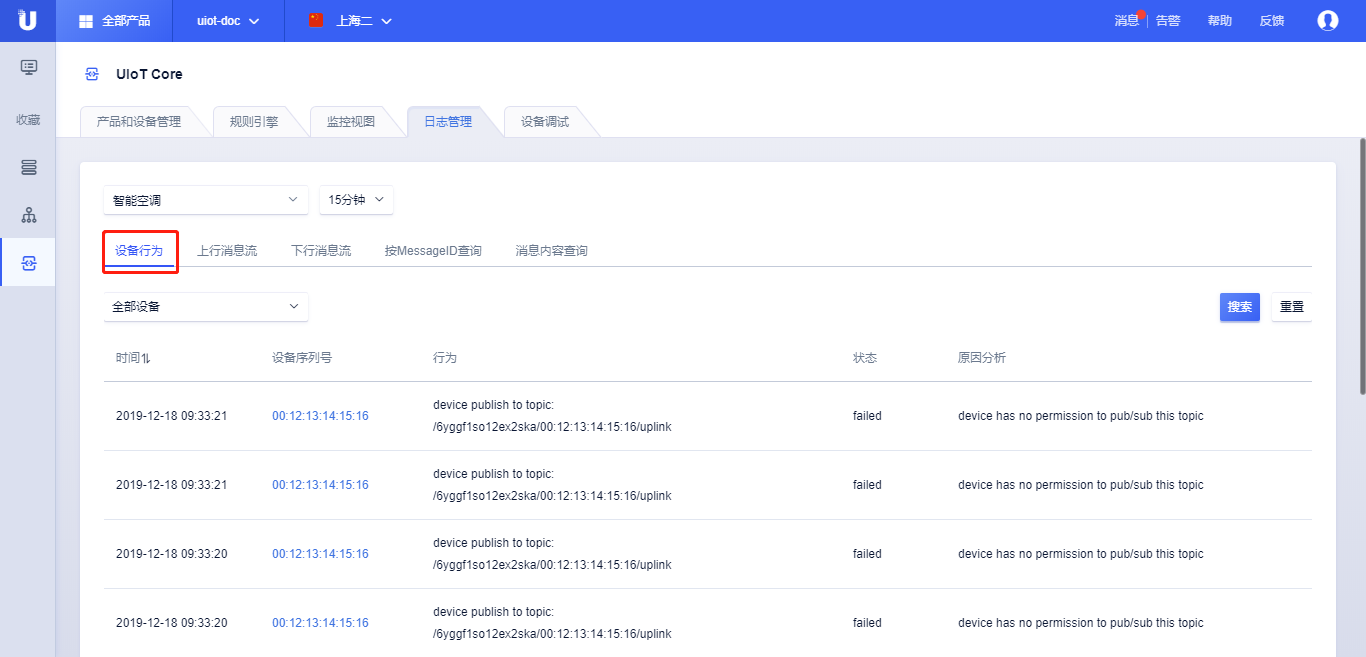 全部产品 uiot-doc 上海二 消息 告警 帮助 反馈
收藏
UIoT Core
产品和设备管理 规则引擎 监控视图 日志管理 设备调试
智能空调 15分钟
设备行为 上行消息流 下行消息流 按MessageID查询 消息内容查询
全部设备 搜索 重置
时间 设备序列号 行为 状态 原因分析
2019-12-18 09:33:21 00:12:13:14:15:16 device publish to topic: failed device has no permission to pub/sub this topic
/6yggf1so12ex2ska/00:12:13:14:15:16/uplink
2019-12-18 09:33:21 00:12:13:14:15:16 device publish to topic: failed device has no permission to pub/sub this topic
/6yggf1so12ex2ska/00:12:13:14:15:16/uplink
2019-12-18 09:33:20 00:12:13:14:15:16 device publish to topic: failed device has no permission to pub/sub this topic
/6yggf1so12ex2ska/00:12:13:14:15:16/uplink
2019-12-18 09:33:20 00:12:13:14:15:16 device publish to topic: failed device has no permission to pub/sub this topic
/6yggf1so12ex2ska/00:12:13:14:15:16/uplink